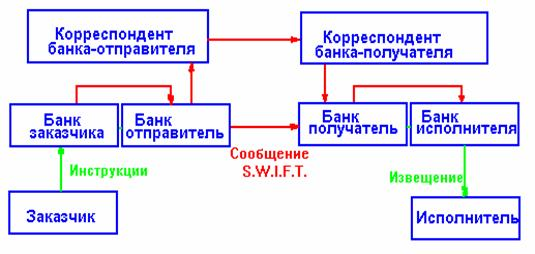 Корреспондент
банка-отправителя
Корреспондент
банка-получателя
Банк
заказчика
Банк
отправитель
Банк
получатель
Банк
исполнителя
Сообщение
S.W.I.F.T.
Инструкции
Извещение
Заказчик
Исполнитель